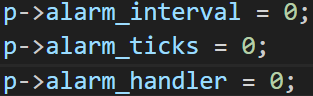 p->alarm_interval = 0;
p->alarm_ticks = 0;
p->alarm_handler = 0;